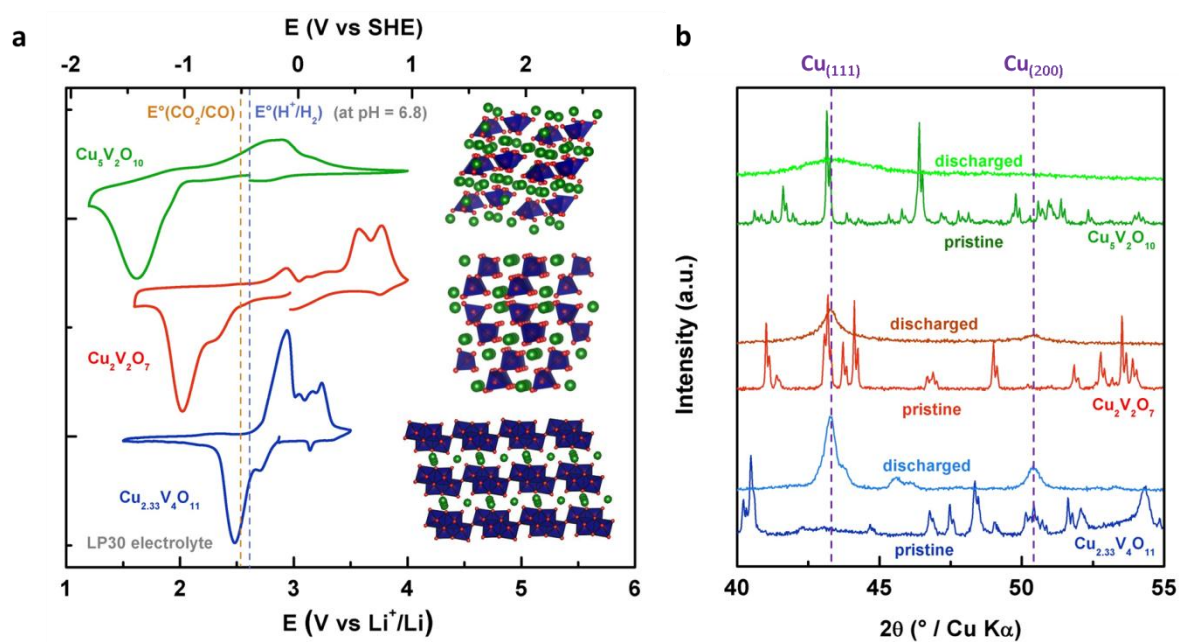 a
E (V vs SHE)
-2 -1 0 1 2
E°(CO₂/CO) E°(H⁺/H₂) (at pH = 6.8)
Cu₅V₂O₁₀
Cu₂V₂O₇
Cu₂.₃₃V₄O₁₁
LP30 electrolyte
1 2 3 4 5 6
E (V vs Li⁺/Li)
b
Cu₍₁₁₁₎ Cu₍₂₀₀₎
discharged
pristine Cu₅V₂O₁₀
discharged
pristine Cu₂V₂O₇
discharged
pristine Cu₂.₃₃V₄O₁₁
Intensity (a.u.)
40 45 50 55
2θ (° / Cu Kα)